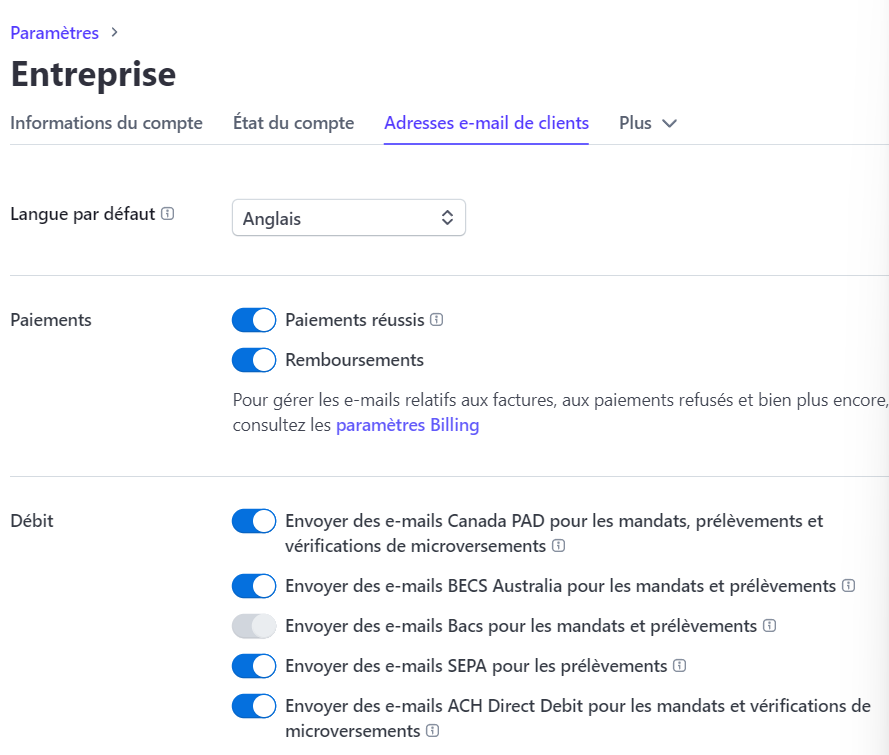 Paramètres
Entreprise
Informations du compte État du compte Adresses e-mail de clients Plus
Langue par défaut Anglais
Paiements Paiements réussis
Remboursements
Pour gérer les e-mails relatifs aux factures, aux paiements refusés et bien plus encore,
consultez les paramètres Billing
Débit Envoyer des e-mails Canada PAD pour les mandats, prélèvements et
vérifications de microversements
Envoyer des e-mails BECS Australia pour les mandats et prélèvements
Envoyer des e-mails Bacs pour les mandats et prélèvements
Envoyer des e-mails SEPA pour les prélèvements
Envoyer des e-mails ACH Direct Debit pour les mandats et vérifications de
microversements